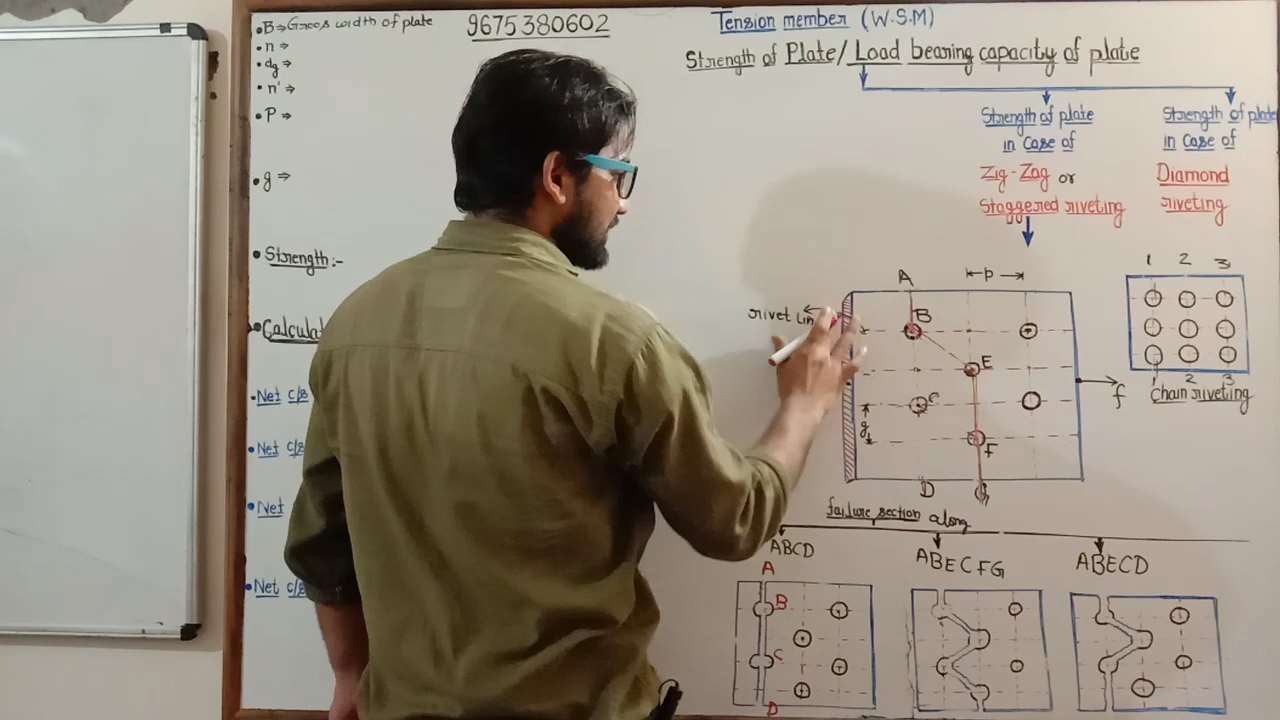 • B ⇒ Gross width of plate
• n ⇒
• dg ⇒
• n' ⇒
• P ⇒
• g ⇒
• Strength:-
• Net c/s
• Net c/s
• Net
• Net c/s
9675380602
Tension member (W.S.M)
Strength of Plate/Load bearing capacity of plate
Strength of plate
in Case of
Zig-Zag or
Staggered riveting
Strength of plate
in Case of
Diamond
riveting
1 2 3
1 2 3
Chain riveting
A
p
rivet
B
E
C
g
F
D
f
failure section along
ABCD
ABECFG
ABECD
A
B
C
D